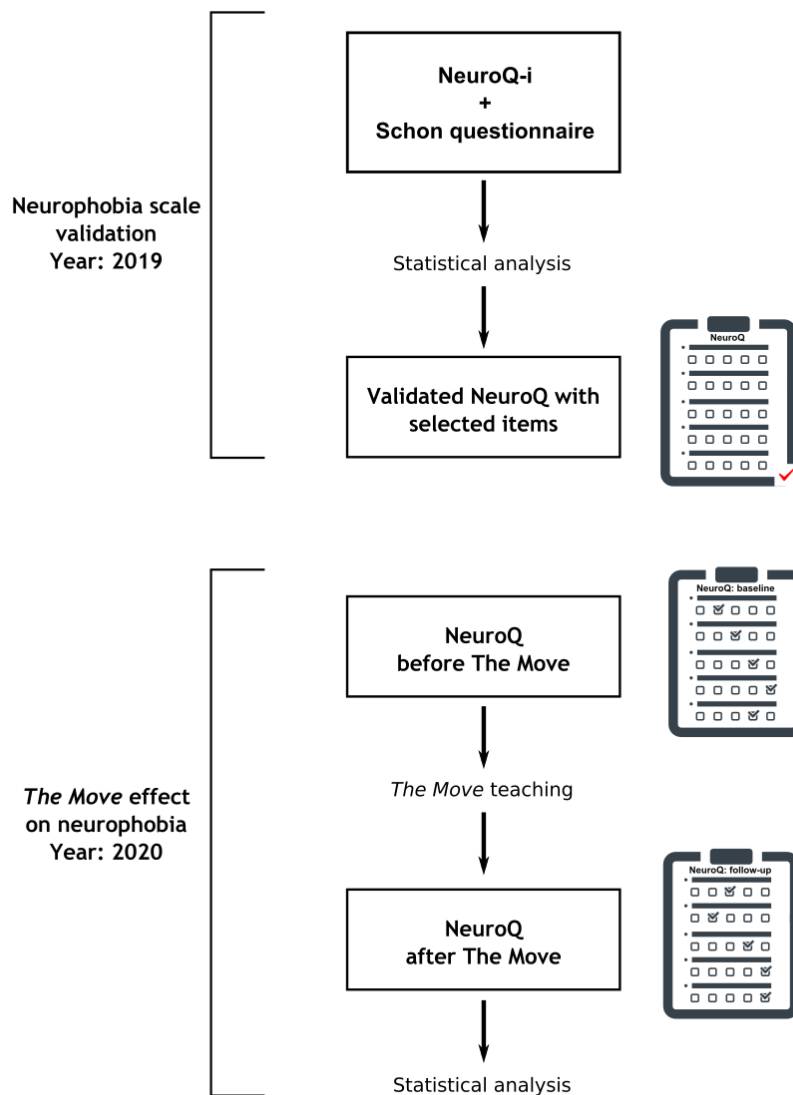 NeuroQ-i
+
Schon questionnaire
Neurophobia scale
validation
Year: 2019
Statistical analysis
Validated NeuroQ with
selected items
NeuroQ
NeuroQ
before The Move
NeuroQ: baseline
The Move effect
on neurophobia
Year: 2020
The Move teaching
NeuroQ
after The Move
NeuroQ: follow-up
Statistical analysis